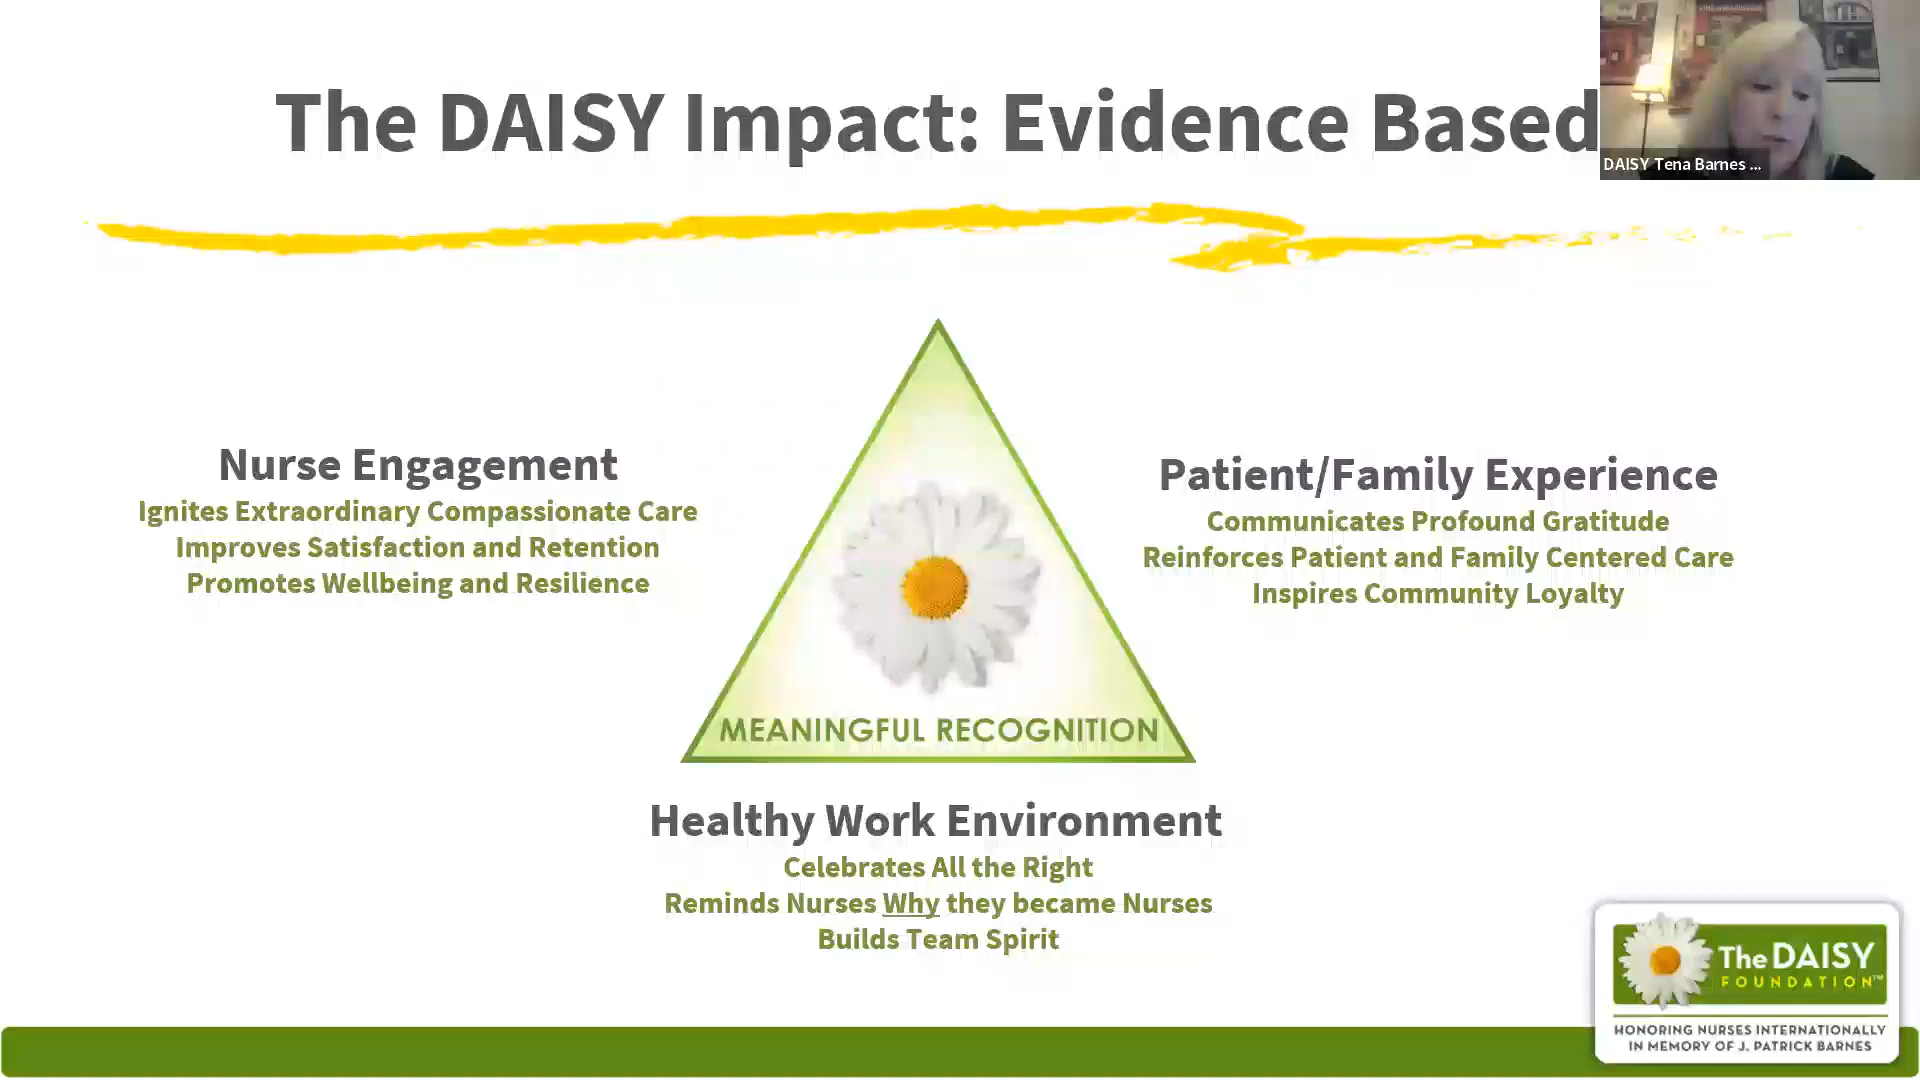 The DAISY Impact: Evidence Based
DAISY Tena Barnes ...
Nurse Engagement
Ignites Extraordinary Compassionate Care
Improves Satisfaction and Retention
Promotes Wellbeing and Resilience
Patient/Family Experience
Communicates Profound Gratitude
Reinforces Patient and Family Centered Care
Inspires Community Loyalty
MEANINGFUL RECOGNITION
Healthy Work Environment
Celebrates All the Right
Reminds Nurses Why they became Nurses
Builds Team Spirit
The DAISY
FOUNDATION™
HONORING NURSES INTERNATIONALLY
IN MEMORY OF J. PATRICK BARNES